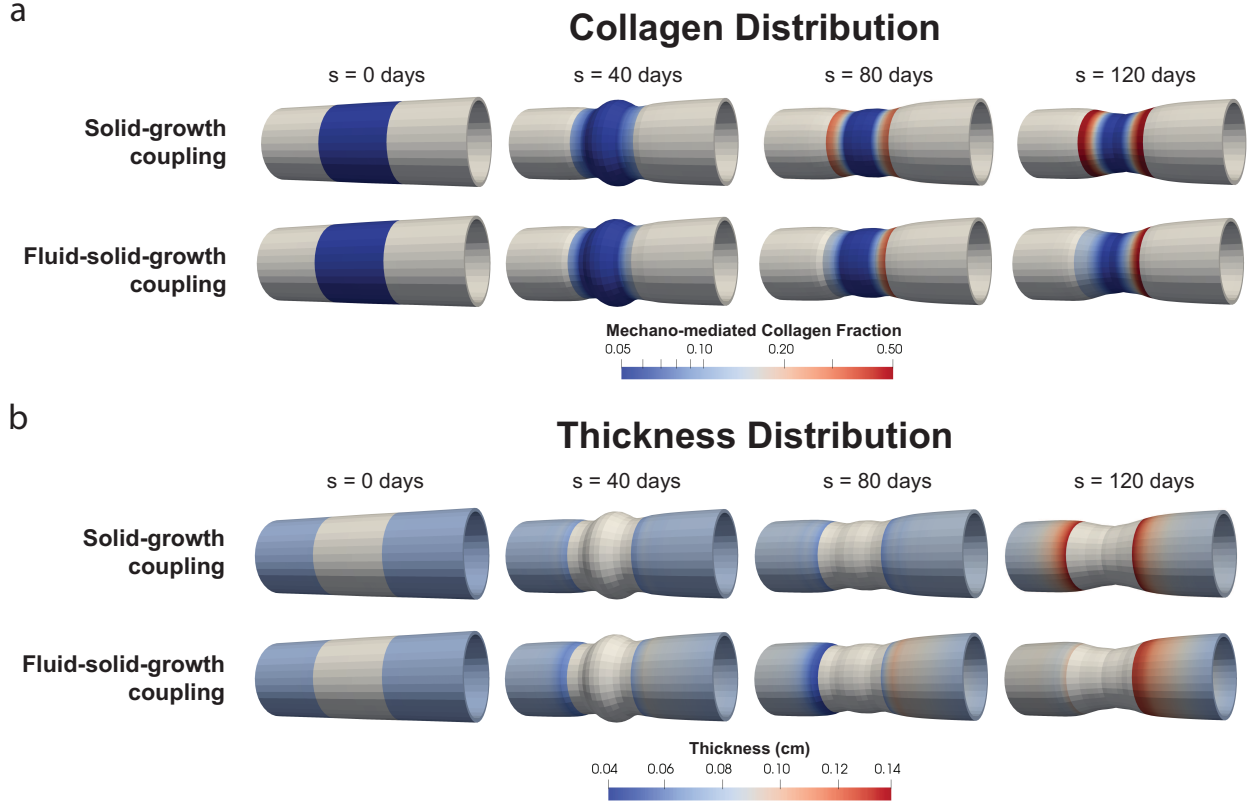 a
Collagen Distribution
s = 0 days
s = 40 days
s = 80 days
s = 120 days
Solid-growth
coupling
Fluid-solid-growth
coupling
Mechano-mediated Collagen Fraction
0.05
0.10
0.20
0.50
b
Thickness Distribution
s = 0 days
s = 40 days
s = 80 days
s = 120 days
Solid-growth
coupling
Fluid-solid-growth
coupling
Thickness (cm)
0.04
0.06
0.08
0.10
0.12
0.14